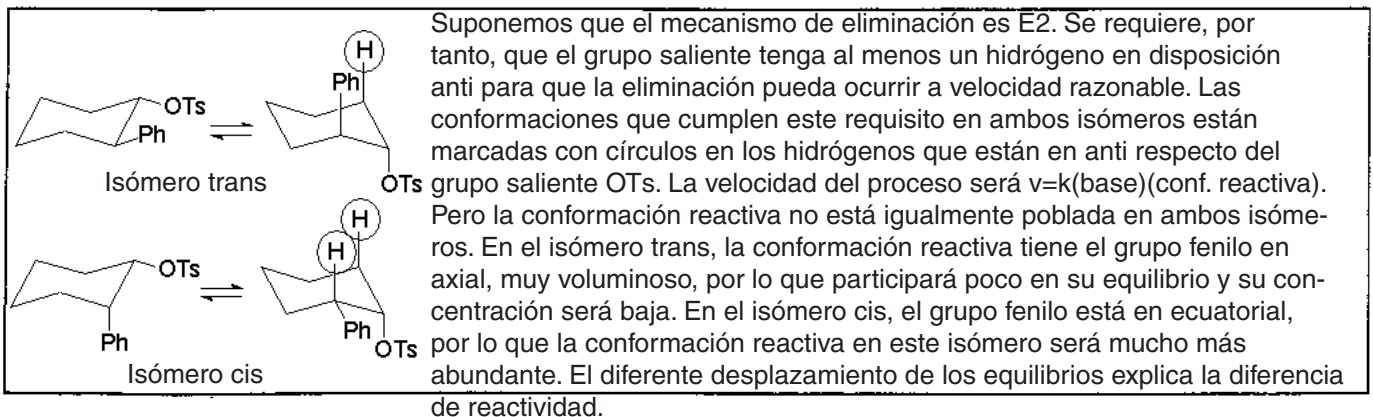 Suponemos que el mecanismo de eliminación es E2. Se requiere, por
tanto, que el grupo saliente tenga al menos un hidrógeno en disposición
anti para que la eliminación pueda ocurrir a velocidad razonable. Las
conformaciones que cumplen este requisito en ambos isómeros están
marcadas con círculos en los hidrógenos que están en anti respecto del
grupo saliente OTs. La velocidad del proceso será v=k(base)(conf. reactiva).
Pero la conformación reactiva no está igualmente poblada en ambos isóme-
ros. En el isómero trans, la conformación reactiva tiene el grupo fenilo en
axial, muy voluminoso, por lo que participará poco en su equilibrio y su con-
centración será baja. En el isómero cis, el grupo fenilo está en ecuatorial,
por lo que la conformación reactiva en este isómero será mucho más
abundante. El diferente desplazamiento de los equilibrios explica la diferencia
de reactividad.
H
Ph
OTs
Ph
OTs
Isómero trans
H
H
OTs
Ph
OTs
Ph
Isómero cis